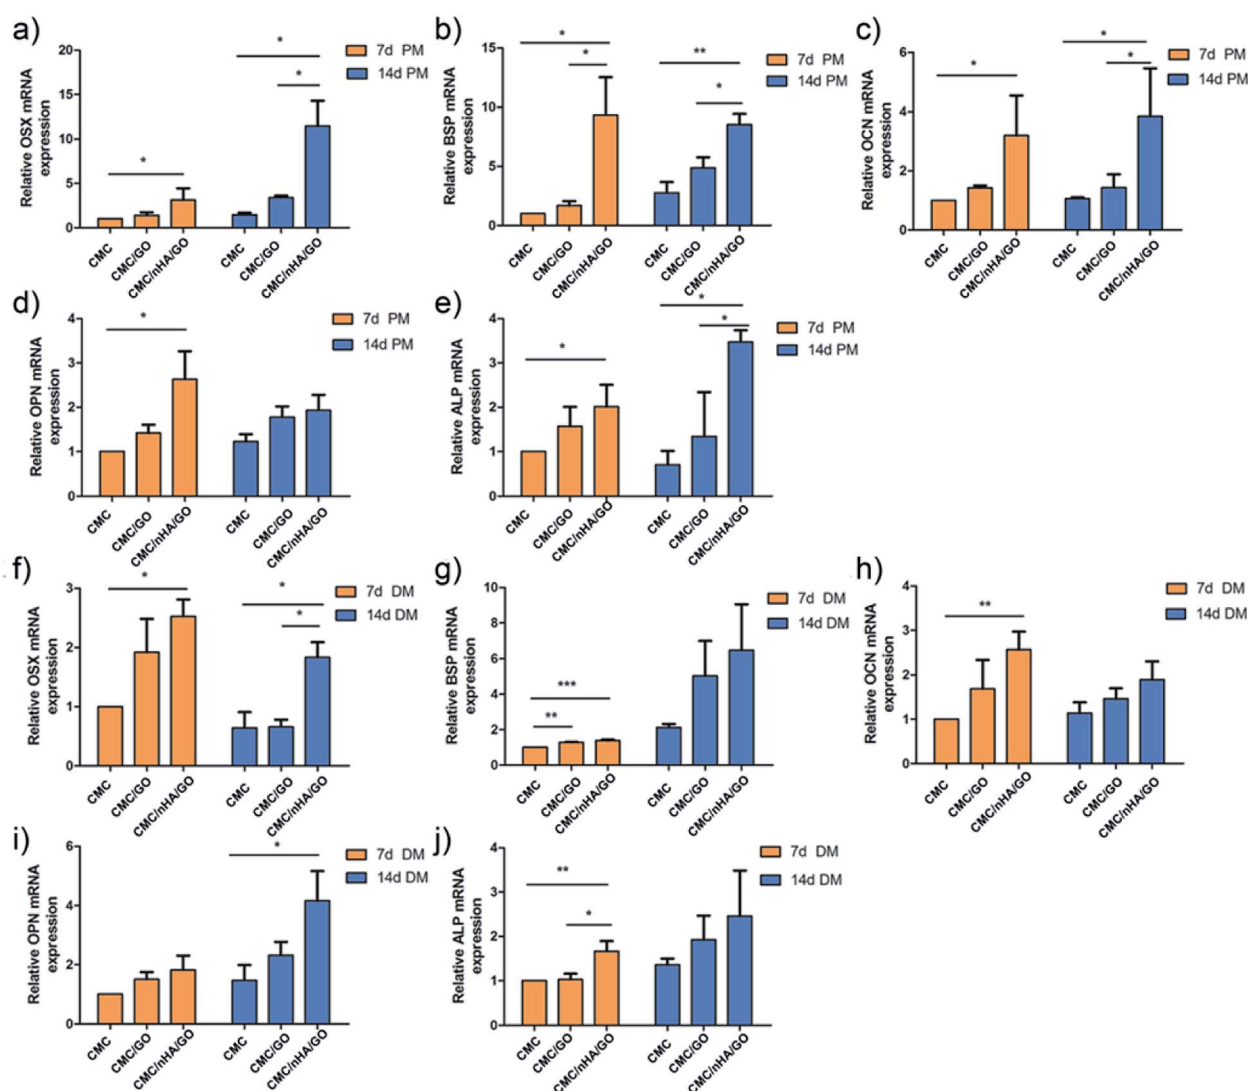 a)
Relative OSX mRNA
expression
20
15
10
5
0
*
*
*
7d PM
14d PM
CMC
CMC/GO
CMC/nHA/GO
CMC
CMC/GO
CMC/nHA/GO
b)
Relative BSP mRNA
expression
15
10
5
0
*
*
**
*
7d PM
14d PM
CMC
CMC/GO
CMC/nHA/GO
CMC
CMC/GO
CMC/nHA/GO
c)
Relative OCN mRNA
expression
6
4
2
0
*
*
*
7d PM
14d PM
CMC
CMC/GO
CMC/nHA/GO
CMC
CMC/GO
CMC/nHA/GO
d)
Relative OPN mRNA
expression
4
3
2
1
0
*
7d PM
14d PM
CMC
CMC/GO
CMC/nHA/GO
CMC
CMC/GO
CMC/nHA/GO
e)
Relative ALP mRNA
expression
4
3
2
1
0
*
*
*
7d PM
14d PM
CMC
CMC/GO
CMC/nHA/GO
CMC
CMC/GO
CMC/nHA/GO
f)
Relative OSX mRNA
expression
3
2
1
0
*
*
*
7d DM
14d DM
CMC
CMC/GO
CMC/nHA/GO
CMC
CMC/GO
CMC/nHA/GO
g)
Relative BSP mRNA
expression
10
8
6
4
2
0
***
**
7d DM
14d DM
CMC
CMC/GO
CMC/nHA/GO
CMC
CMC/GO
CMC/nHA/GO
h)
Relative OCN mRNA
expression
4
3
2
1
0
**
7d DM
14d DM
CMC
CMC/GO
CMC/nHA/GO
CMC
CMC/GO
CMC/nHA/GO
i)
Relative OPN mRNA
expression
6
4
2
0
*
7d DM
14d DM
CMC
CMC/GO
CMC/nHA/GO
CMC
CMC/GO
CMC/nHA/GO
j)
Relative ALP mRNA
expression
4
3
2
1
0
**
*
7d DM
14d DM
CMC
CMC/GO
CMC/nHA/GO
CMC
CMC/GO
CMC/nHA/GO